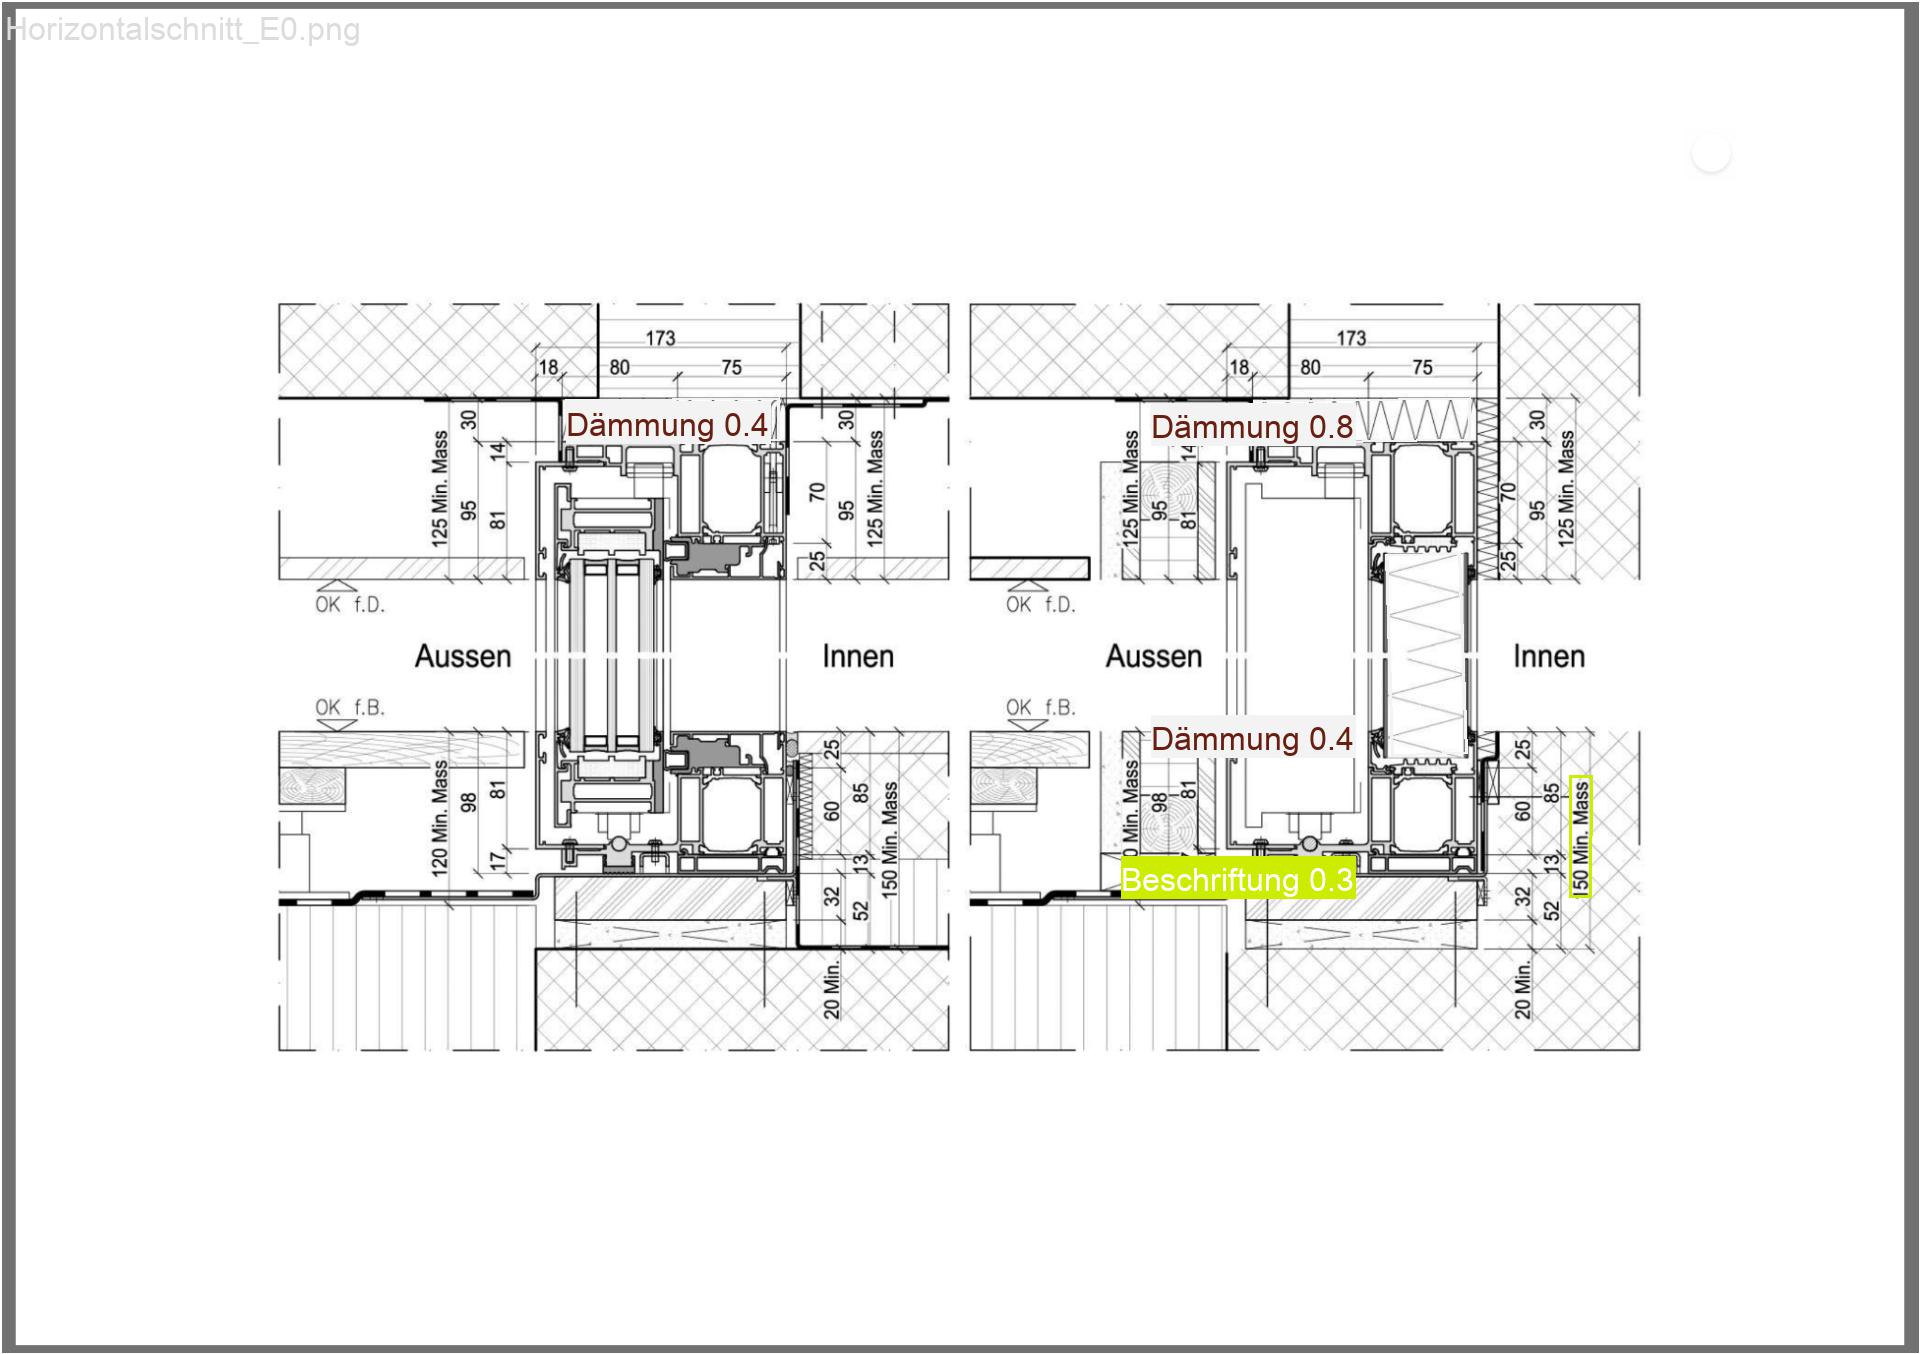 Horizontalschnitt_E0.png
173
18 80 75
Dämmung 0.4
30
14
125 Min. Mass
95
81
30
70
95
125 Min. Mass
25
OK f.D.
Aussen
Innen
OK f.B.
120 Min. Mass
98
81
17
25
60
85
13
150 Min. Mass
32
52
20 Min.
173
18 80 75
Dämmung 0.8
14
125 Min. Mass
95
81
30
70
95
125 Min. Mass
25
OK f.D.
Aussen
Innen
OK f.B.
Dämmung 0.4
0 Min. Mass
98
81
Beschriftung 0.3
25
60
85
13
150 Min. Mass
32
52
20 Min.